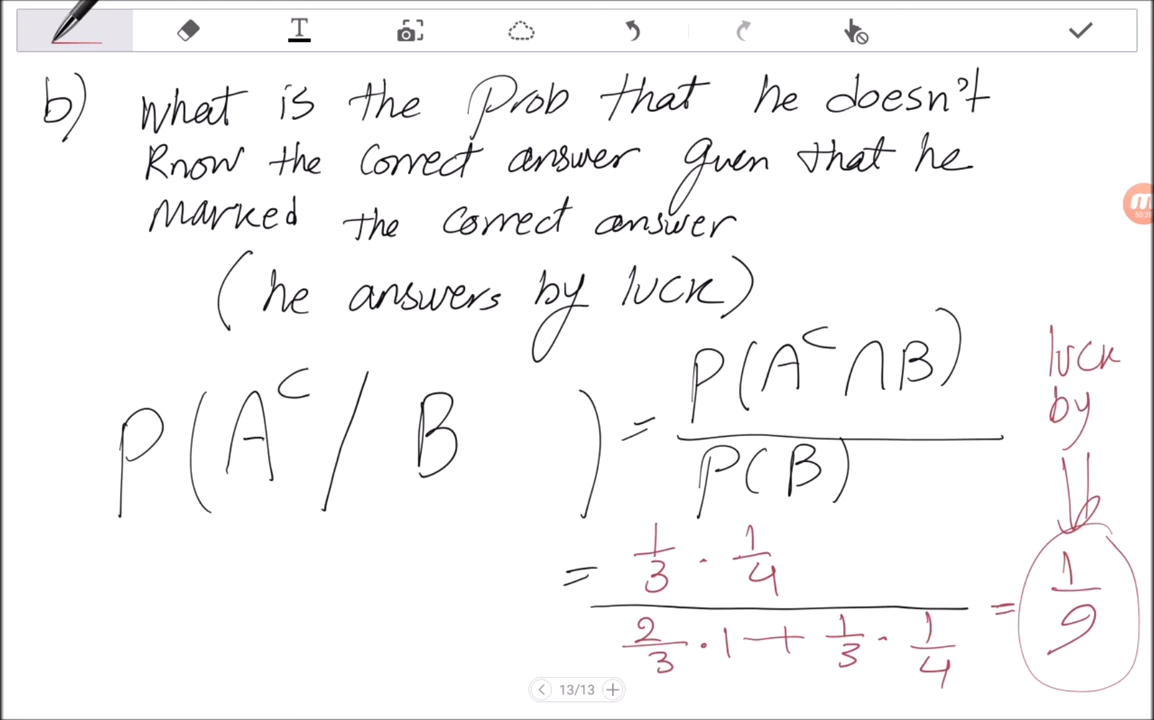 T
b) What is the Prob that he doesn't
Know the Correct answer given that he
Marked the Correct answer
(he answers by luck)
P(A^c / B) = P(A^c ∩ B) / P(B)
= (1/3 · 1/4) / (2/3 · 1 + 1/3 · 1/4) = 1/9
luck
by
13/13